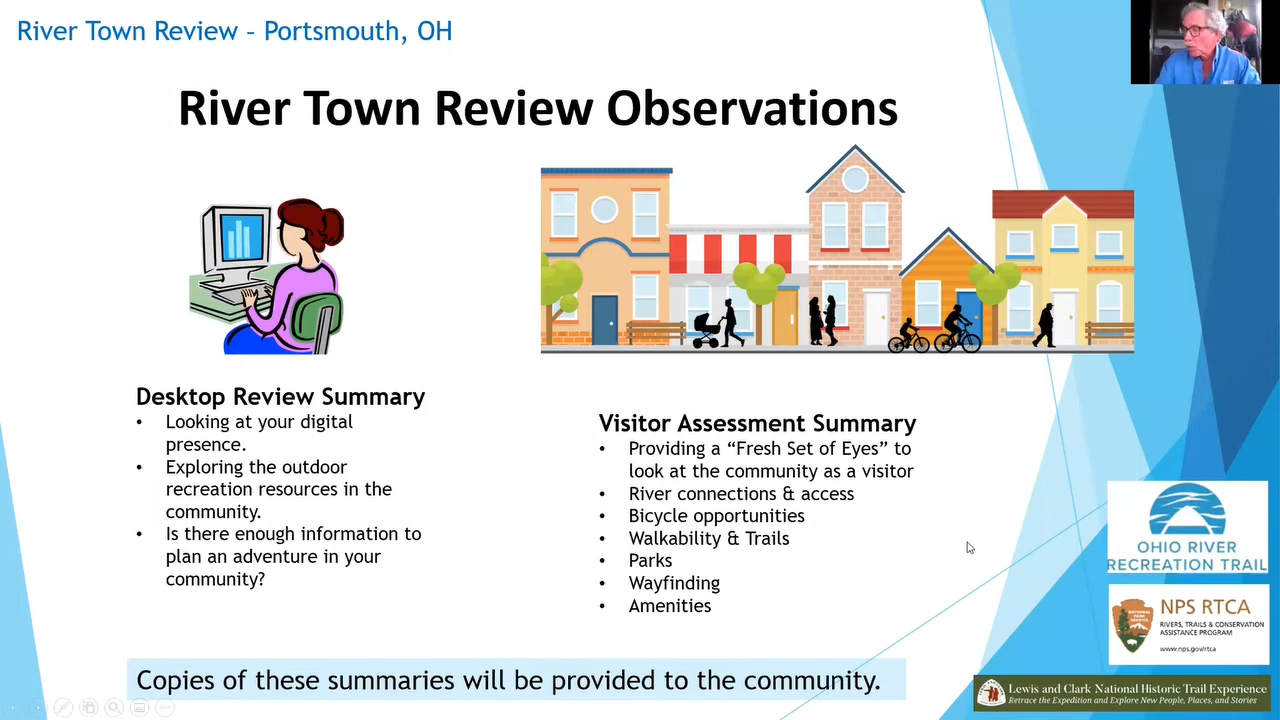 River Town Review – Portsmouth, OH
River Town Review Observations
Desktop Review Summary
• Looking at your digital
presence.
• Exploring the outdoor
recreation resources in the
community.
• Is there enough information to
plan an adventure in your
community?
Visitor Assessment Summary
• Providing a “Fresh Set of Eyes” to
look at the community as a visitor
• River connections & access
• Bicycle opportunities
• Walkability & Trails
• Parks
• Wayfinding
• Amenities
OHIO RIVER
RECREATION TRAIL
NPS RTCA
RIVERS, TRAILS & CONSERVATION
ASSISTANCE PROGRAM
www.nps.gov/rtca
Copies of these summaries will be provided to the community.
Lewis and Clark National Historic Trail Experience
Retrace the Expedition and Explore New People, Places, and Stories